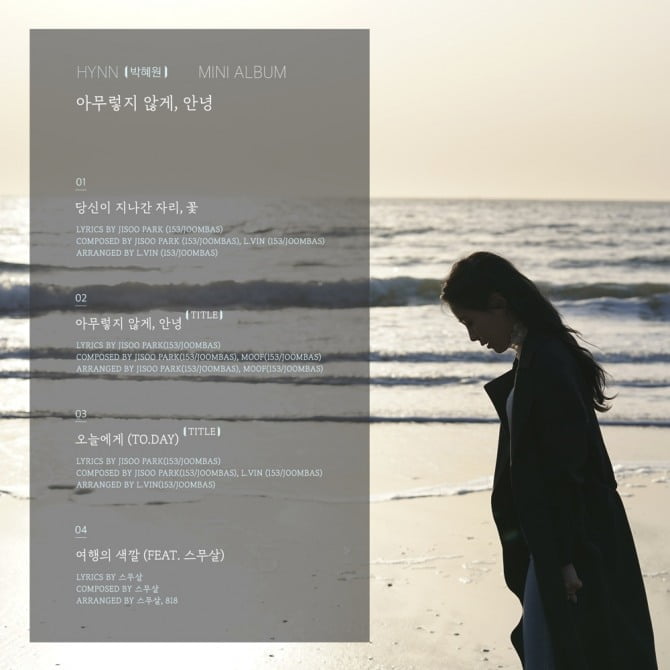 HYNN (박혜원) MINI ALBUM
아무렇지 않게, 안녕
01
당신이 지나간 자리, 꽃
LYRICS BY JISOO PARK (153/JOOMBAS)
COMPOSED BY JISOO PARK (153/JOOMBAS), L.VIN (153/JOOMBAS)
ARRANGED BY L.VIN (153/JOOMBAS)
02
아무렇지 않게, 안녕 (TITLE)
LYRICS BY JISOO PARK(153/JOOMBAS)
COMPOSED BY JISOO PARK(153/JOOMBAS), MOOF(153/JOOMBAS)
ARRANGED BY JISOO PARK(153/JOOMBAS), MOOF(153/JOOMBAS)
03
오늘에게 (TO.DAY) (TITLE)
LYRICS BY JISOO PARK(153/JOOMBAS)
COMPOSED BY JISOO PARK(153/JOOMBAS), L.VIN (153/JOOMBAS)
ARRANGED BY L.VIN(153/JOOMBAS)
04
여행의 색깔 (FEAT. 스무살)
LYRICS BY 스무살
COMPOSED BY 스무살
ARRANGED BY 스무살, 818